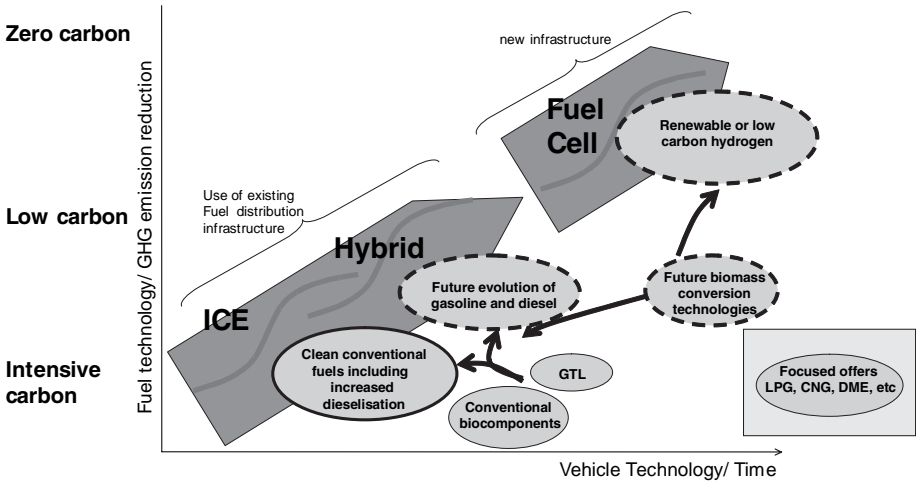 Zero carbon
new infrastructure
Fuel
Cell
Renewable or low
carbon hydrogen
Fuel technology/ GHG emission reduction
Low carbon
Use of existing
Fuel distribution
infrastructure
Hybrid
Future evolution of
gasoline and diesel
Future biomass
conversion
technologies
ICE
Intensive
carbon
Clean conventional
fuels including
increased
dieselisation
GTL
Conventional
biocomponents
Focused offers
LPG, CNG, DME, etc
Vehicle Technology/ Time